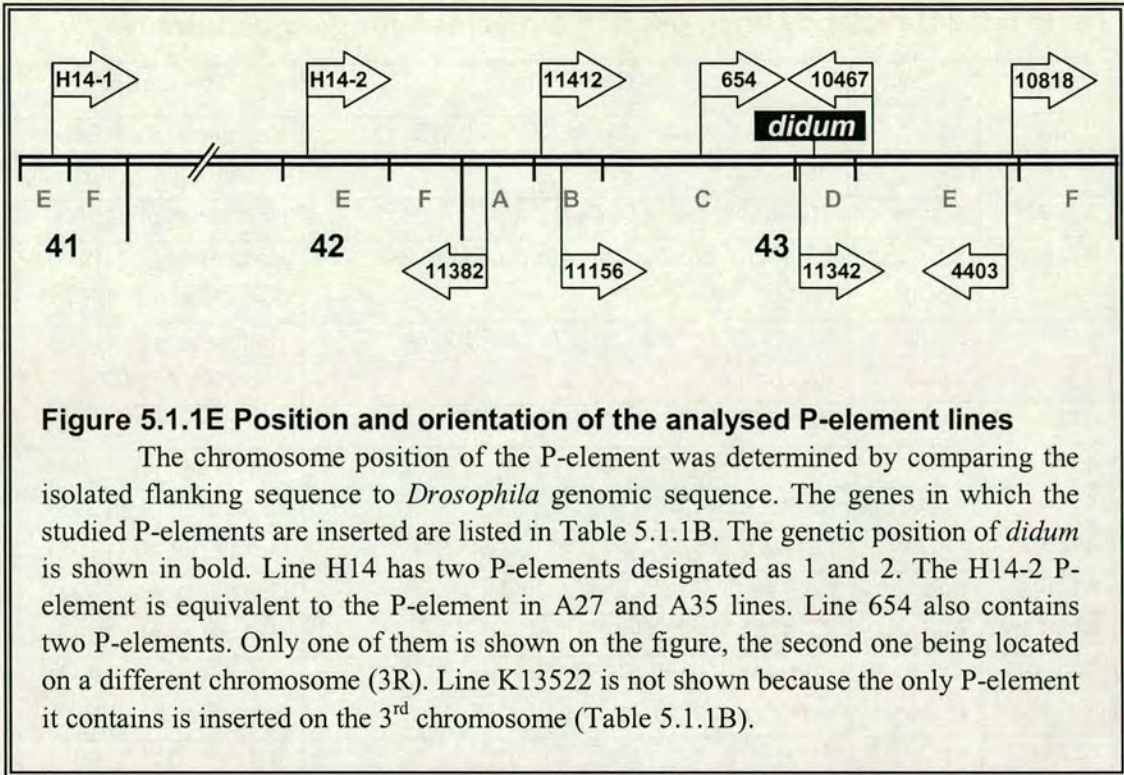 H14-1 H14-2 11412 654 10467 10818
didum
E F E F A B C D E F
41 42 43
11382 11156 11342 4403
Figure 5.1.1E Position and orientation of the analysed P-element lines
The chromosome position of the P-element was determined by comparing the
isolated flanking sequence to Drosophila genomic sequence. The genes in which the
studied P-elements are inserted are listed in Table 5.1.1B. The genetic position of didum
is shown in bold. Line H14 has two P-elements designated as 1 and 2. The H14-2 P-
element is equivalent to the P-element in A27 and A35 lines. Line 654 also contains
two P-elements. Only one of them is shown on the figure, the second one being located
on a different chromosome (3R). Line K13522 is not shown because the only P-element
it contains is inserted on the 3rd chromosome (Table 5.1.1B).